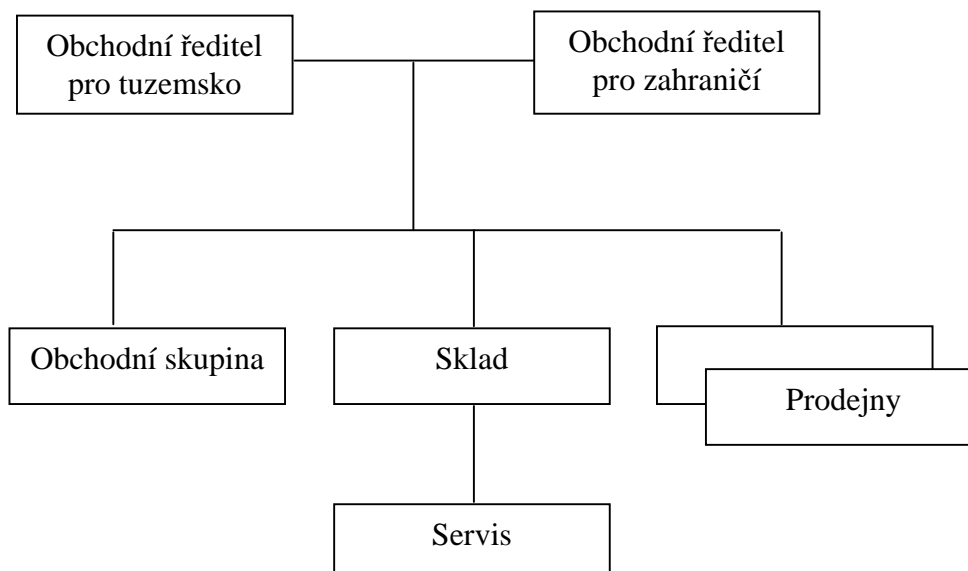 Obchodní ředitel
pro tuzemsko
Obchodní ředitel
pro zahraničí
Obchodní skupina
Sklad
Prodejny
Servis